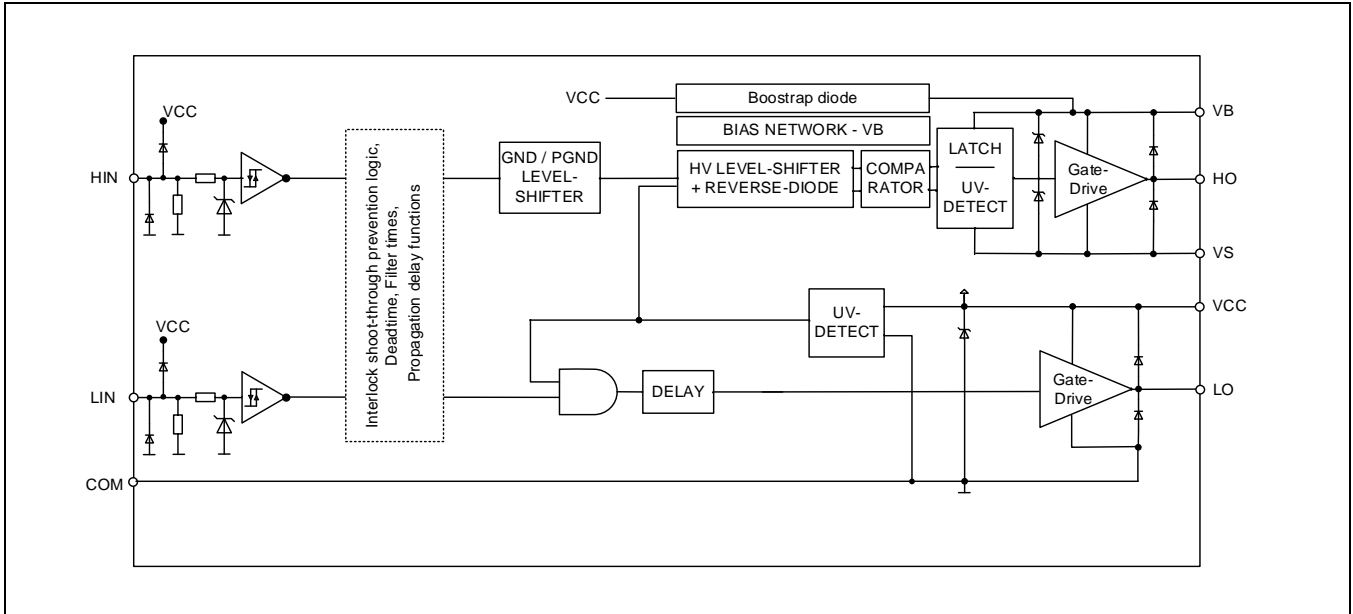 VCC
Boostrap diode
VCC
VB
BIAS NETWORK - VB
LATCH
UV-
DETECT
GND / PGND
LEVEL-
SHIFTER
HV LEVEL-SHIFTER
+ REVERSE-DIODE
COMPA
RATOR
Gate-
Drive
HIN
HO
VS
Interlock shoot-through prevention logic,
Deadtime, Filter times,
Propagation delay functions
VCC
UV-
DETECT
VCC
LIN
DELAY
Gate-
Drive
LO
COM